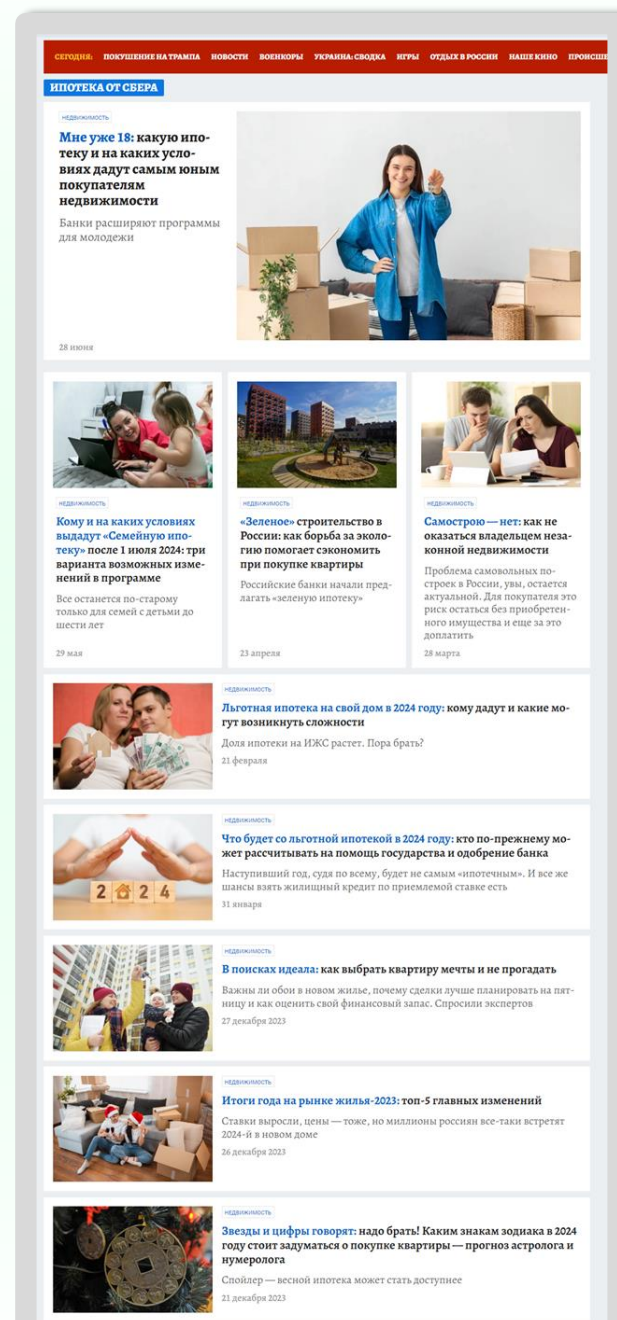 СЕГОДНЯ: ПОКУШЕНИЕ НА ТРАМПА НОВОСТИ ВОЕНКОРЫ УКРАИНА: СВОДКА ИГРЫ ОТДЫХ В РОССИИ НАШЕ КИНО ПРОИСШЕ
ИПОТЕКА ОТ СБЕРА
НЕДВИЖИМОСТЬ
Мне уже 18: какую ипо-
теку и на каких усло-
виях дадут самым юным
покупателям
недвижимости
Банки расширяют программы
для молодежи
28 июня
НЕДВИЖИМОСТЬ
Кому и на каких условиях
выдадут «Семейную ипо-
теку» после 1 июля 2024: три
варианта возможных изме-
нений в программе
Все останется по-старому
только для семей с детьми до
шести лет
29 мая
НЕДВИЖИМОСТЬ
«Зеленое» строительство в
России: как борьба за эколо-
гию помогает сэкономить
при покупке квартиры
Российские банки начали пред-
лагать «зеленую ипотеку»
23 апреля
НЕДВИЖИМОСТЬ
Самострою — нет: как не
оказаться владельцем неза-
конной недвижимости
Проблема самовольных по-
строек в России, увы, остается
актуальной. Для покупателя это
риск остаться без приобретен-
ного имущества и еще за это
доплатить
28 марта
НЕДВИЖИМОСТЬ
Льготная ипотека на свой дом в 2024 году: кому дадут и какие мо-
гут возникнуть сложности
Доля ипотеки на ИЖС растет. Пора брать?
21 февраля
2 24
НЕДВИЖИМОСТЬ
Что будет со льготной ипотекой в 2024 году: кто по-прежнему мо-
жет рассчитывать на помощь государства и одобрение банка
Наступивший год, судя по всему, будет не самым «ипотечным». И все же
шансы взять жилищный кредит по приемлемой ставке есть
31 января
НЕДВИЖИМОСТЬ
В поисках идеала: как выбрать квартиру мечты и не прогадать
Важны ли обои в новом жилье, почему сделки лучше планировать на пят-
ницу и как оценить свой финансовый запас. Спросили экспертов
27 декабря 2023
НЕДВИЖИМОСТЬ
Итоги года на рынке жилья-2023: топ-5 главных изменений
Ставки выросли, цены — тоже, но миллионы россиян все-таки встретят
2024-й в новом доме
26 декабря 2023
НЕДВИЖИМОСТЬ
Звезды и цифры говорят: надо брать! Каким знакам зодиака в 2024
году стоит задуматься о покупке квартиры — прогноз астролога и
нумеролога
Спойлер — весной ипотека может стать доступнее
21 декабря 2023